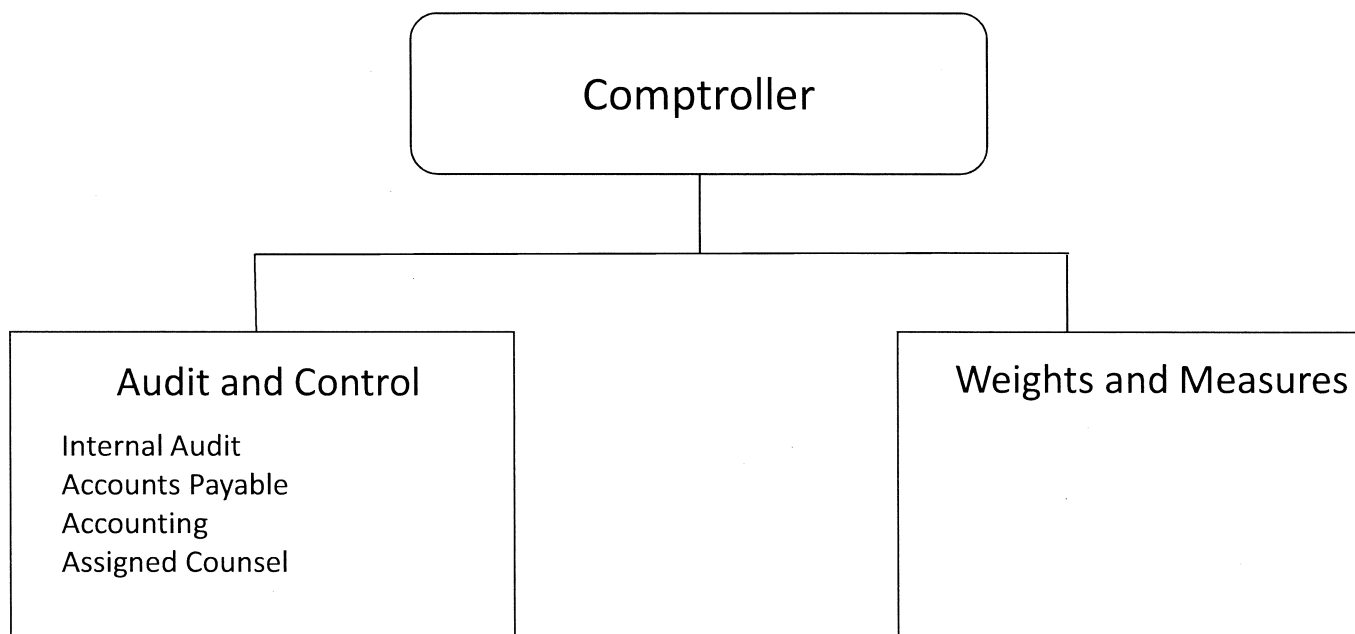 Comptroller
Audit and Control
Internal Audit
Accounts Payable
Accounting
Assigned Counsel
Weights and Measures